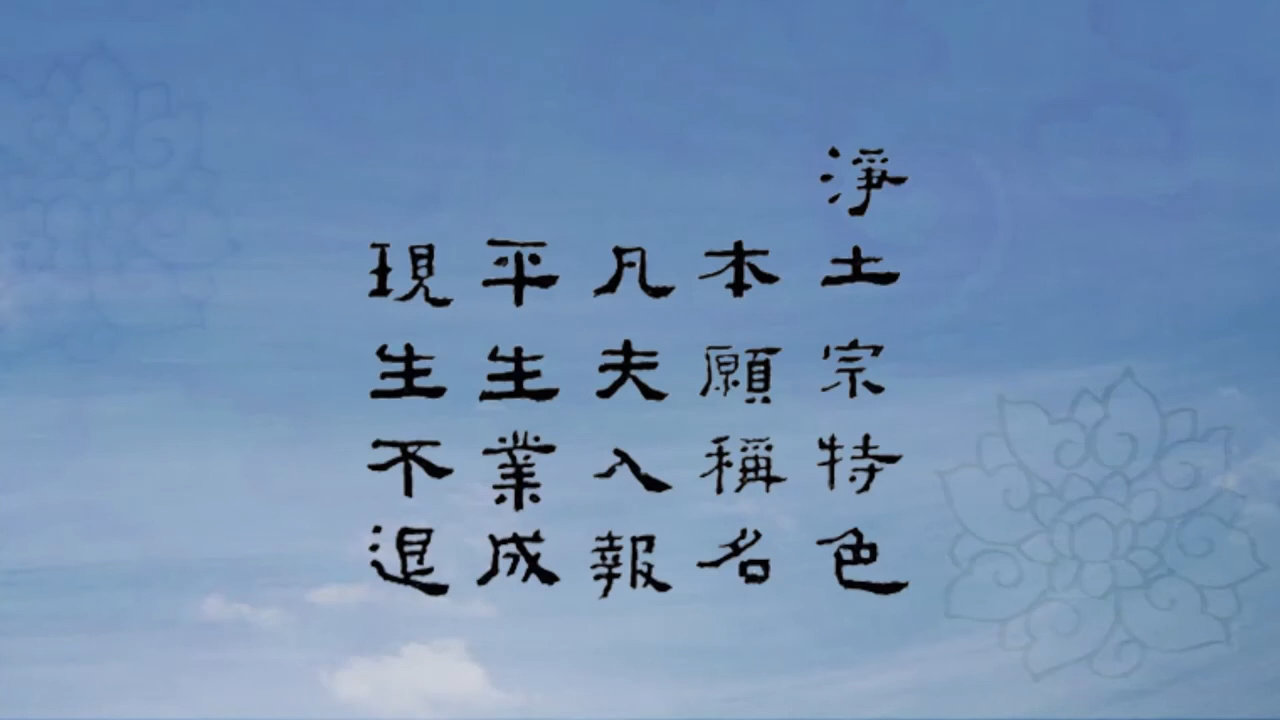 淨土宗特色
本願稱名
凡夫入報
平生業成
現生不退